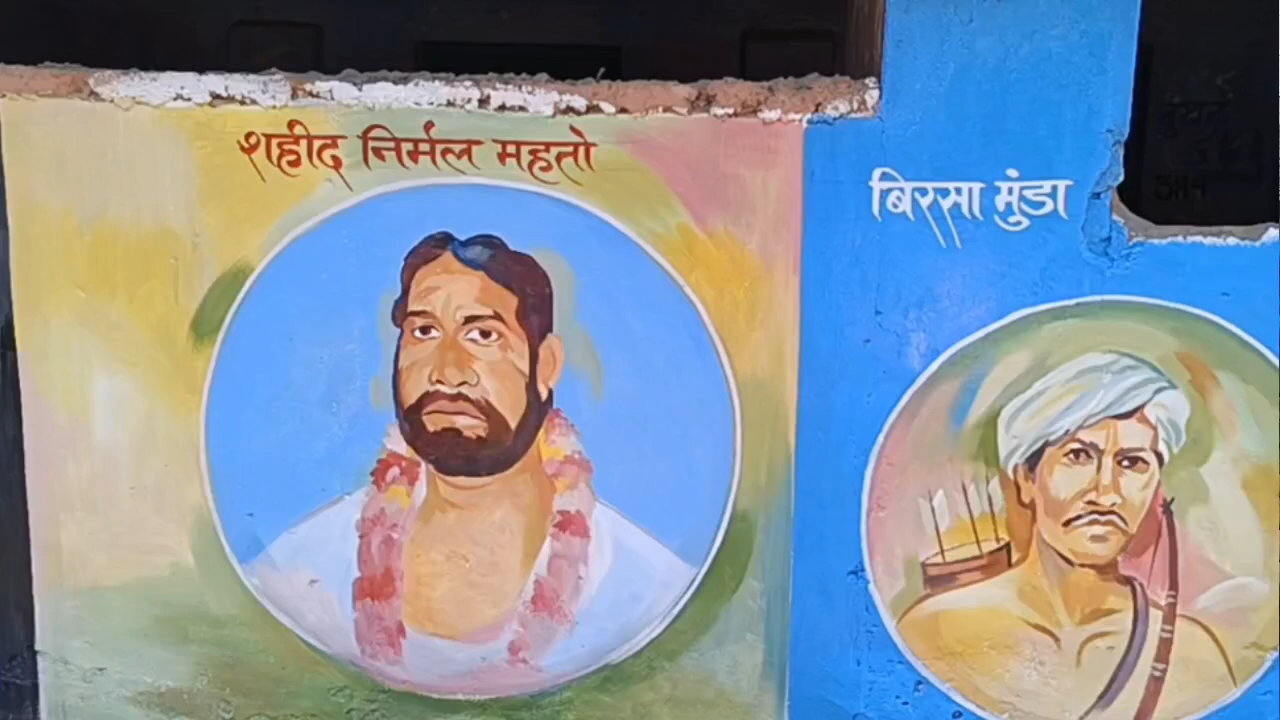 शहीद निर्मल महतो
बिरसा मुंडा